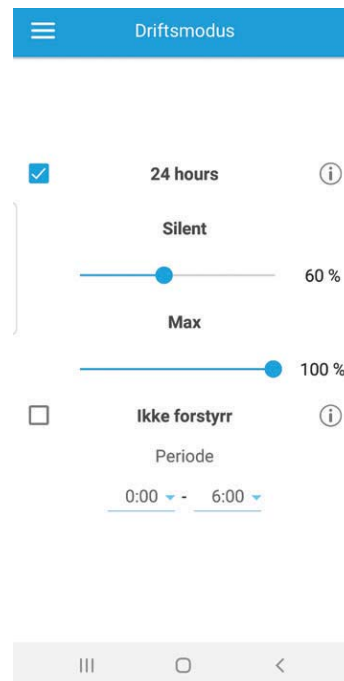 Driftsmodus
24 hours
Silent
60 %
Max
100 %
Ikke forstyrr
Periode
0:00 - 6:00